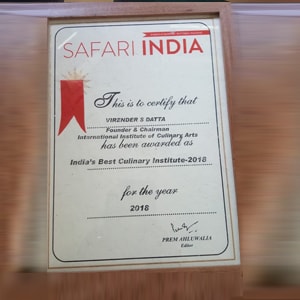 SAFARI INDIA
This is to certify that
VIRENDER S DATTA
Founder & Chairman
International Institute of Culinary Arts
has been awarded as
India's Best Culinary Institute-2018
for the year
2018
PREM AHLUWALIA
Editor